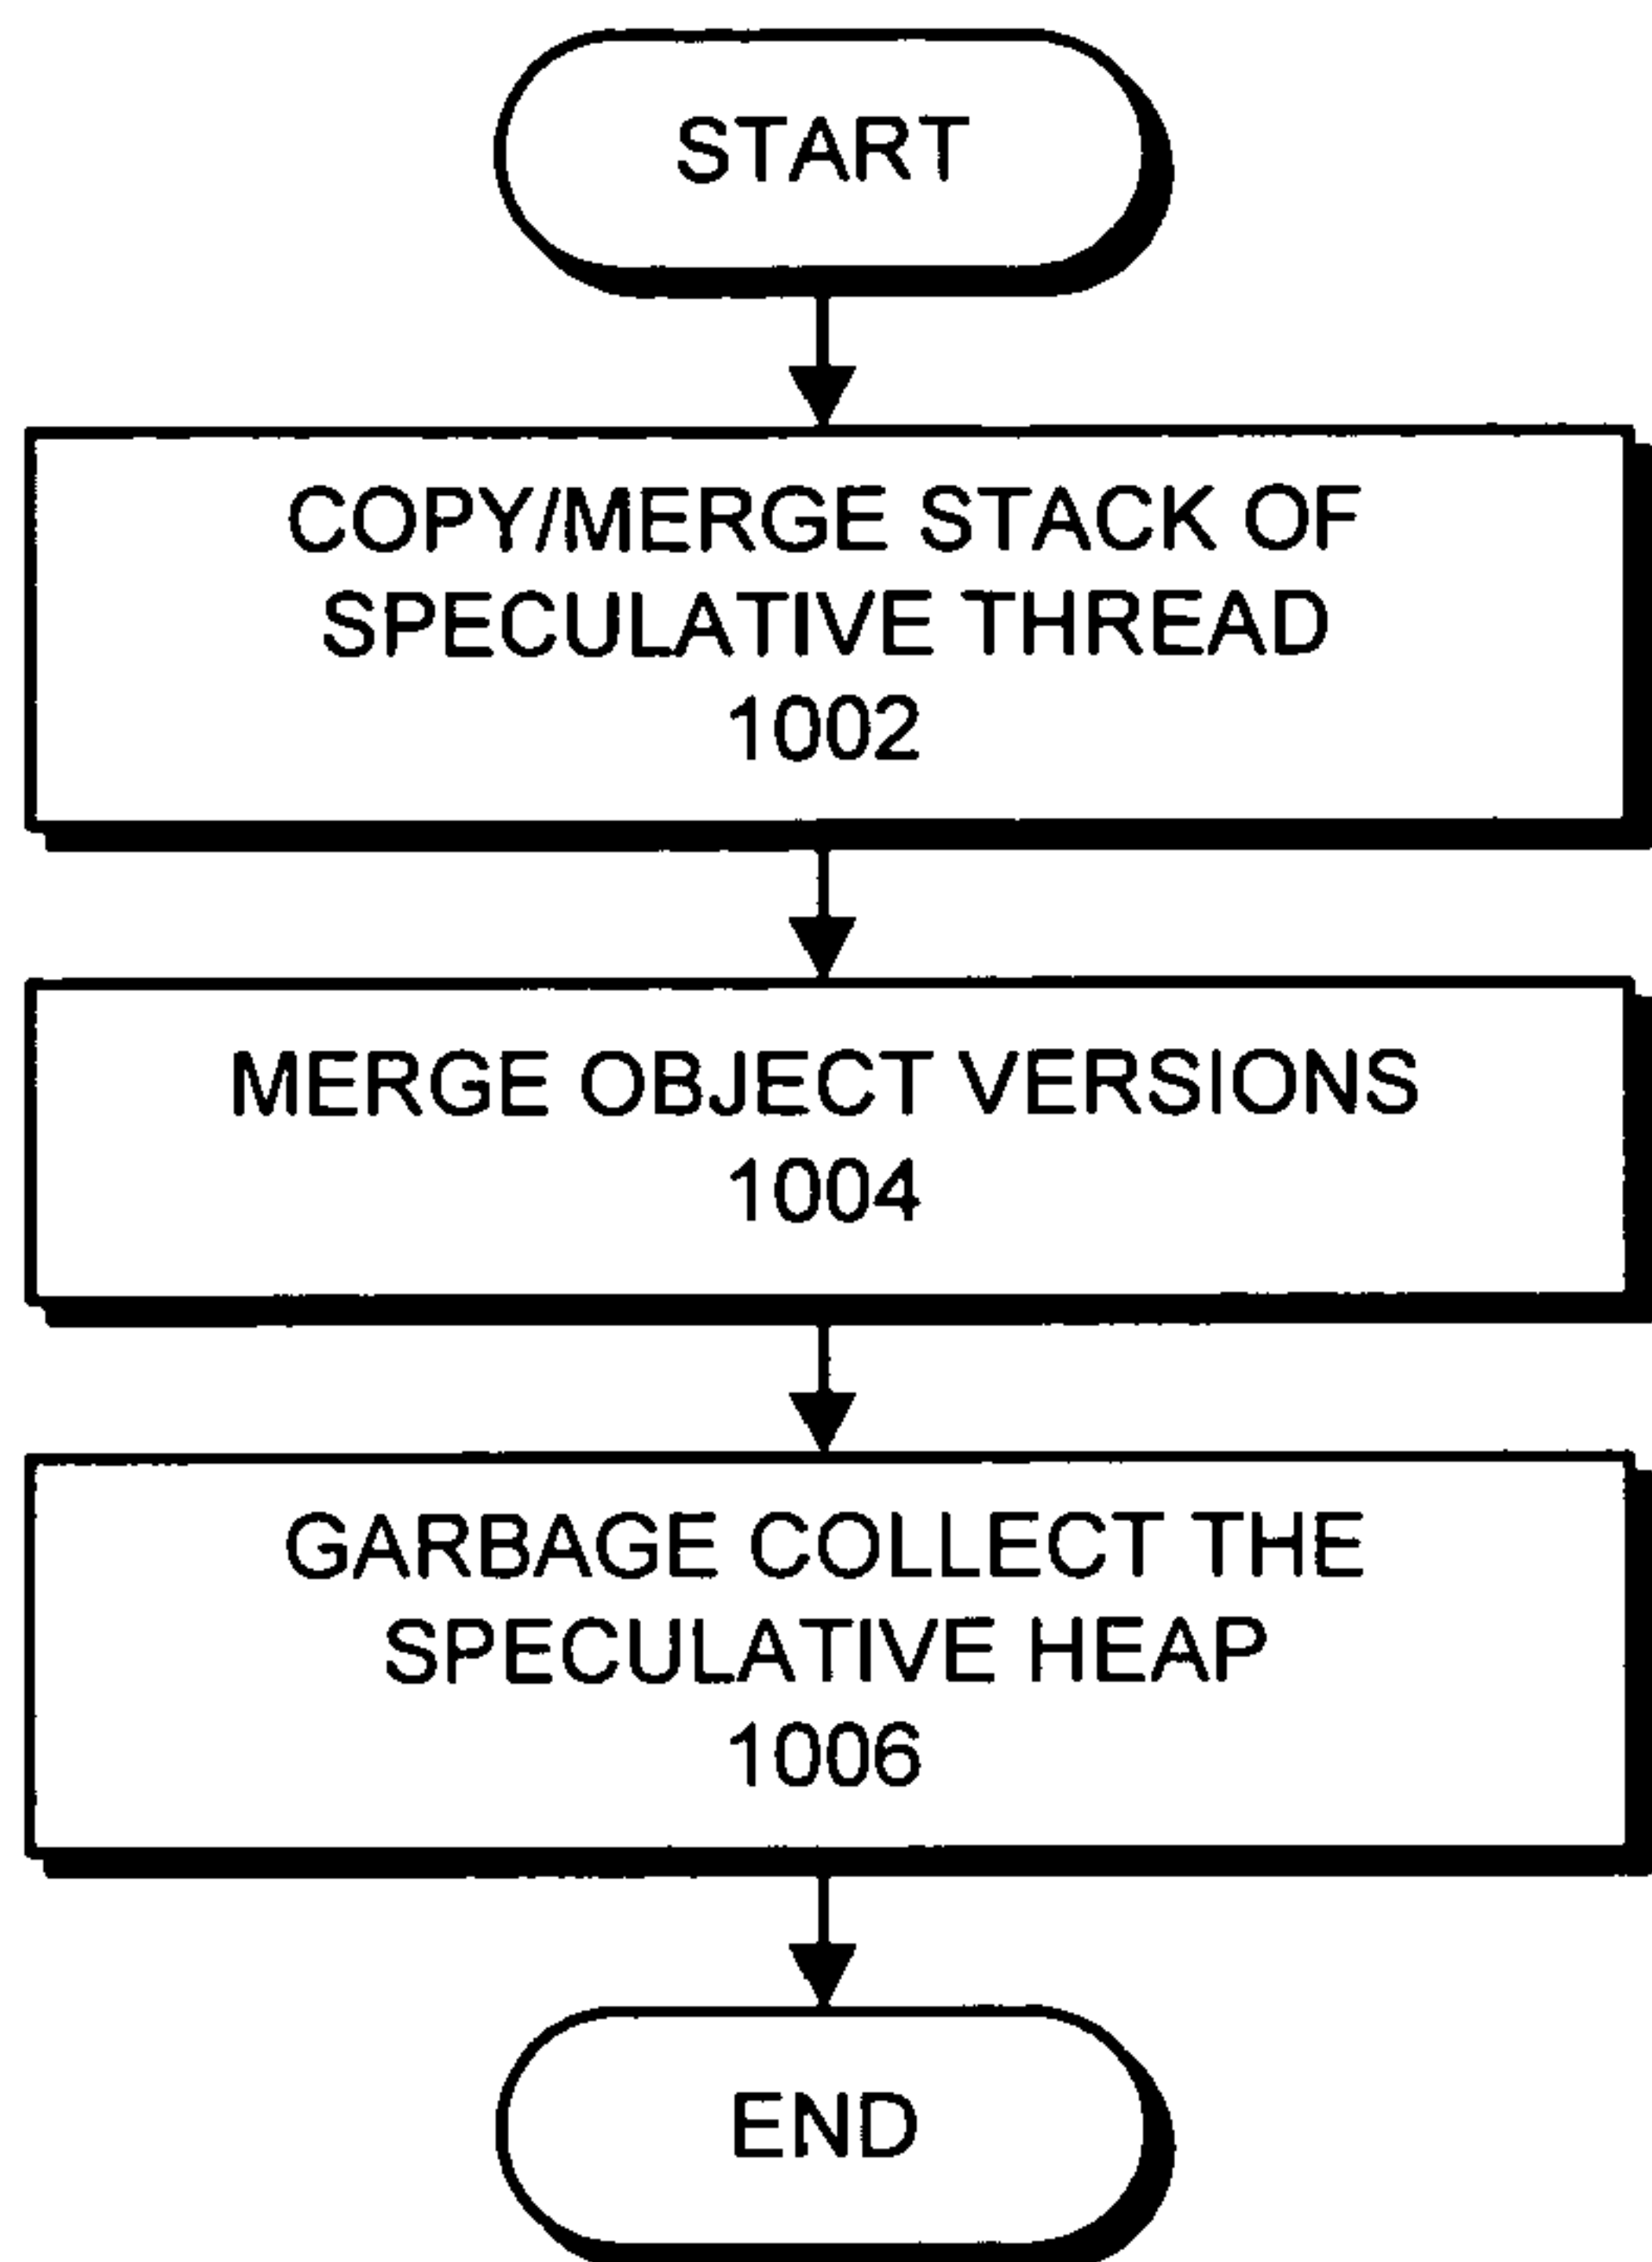 START
COPY/MERGE STACK OF
SPECULATIVE THREAD
1002
MERGE OBJECT VERSIONS
1004
GARBAGE COLLECT THE
SPECULATIVE HEAP
1006
END